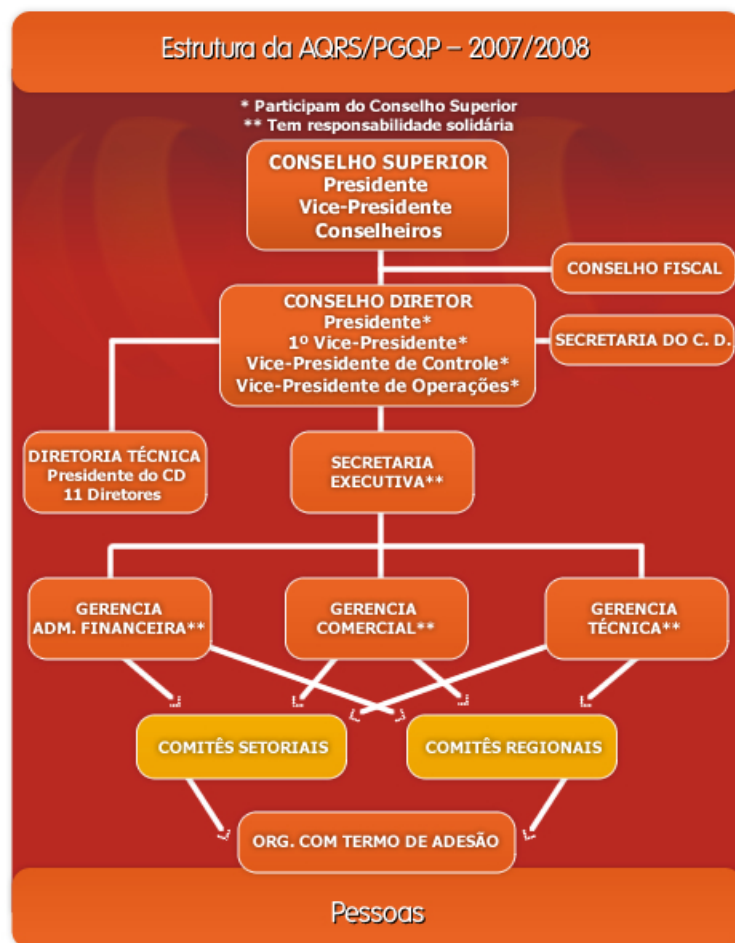 Estrutura da AQRS/PGQP – 2007/2008
* Participam do Conselho Superior
** Tem responsabilidade solidária
CONSELHO SUPERIOR
Presidente
Vice-Presidente
Conselheiros
CONSELHO FISCAL
CONSELHO DIRETOR
Presidente*
1º Vice-Presidente*
Vice-Presidente de Controle*
Vice-Presidente de Operações*
SECRETARIA DO C. D.
DIRETORIA TÉCNICA
Presidente do CD
11 Diretores
SECRETARIA
EXECUTIVA**
GERENCIA
ADM. FINANCEIRA**
GERENCIA
COMERCIAL**
GERENCIA
TÉCNICA**
COMITÊS SETORIAIS
COMITÊS REGIONAIS
ORG. COM TERMO DE ADESÃO
Pessoas